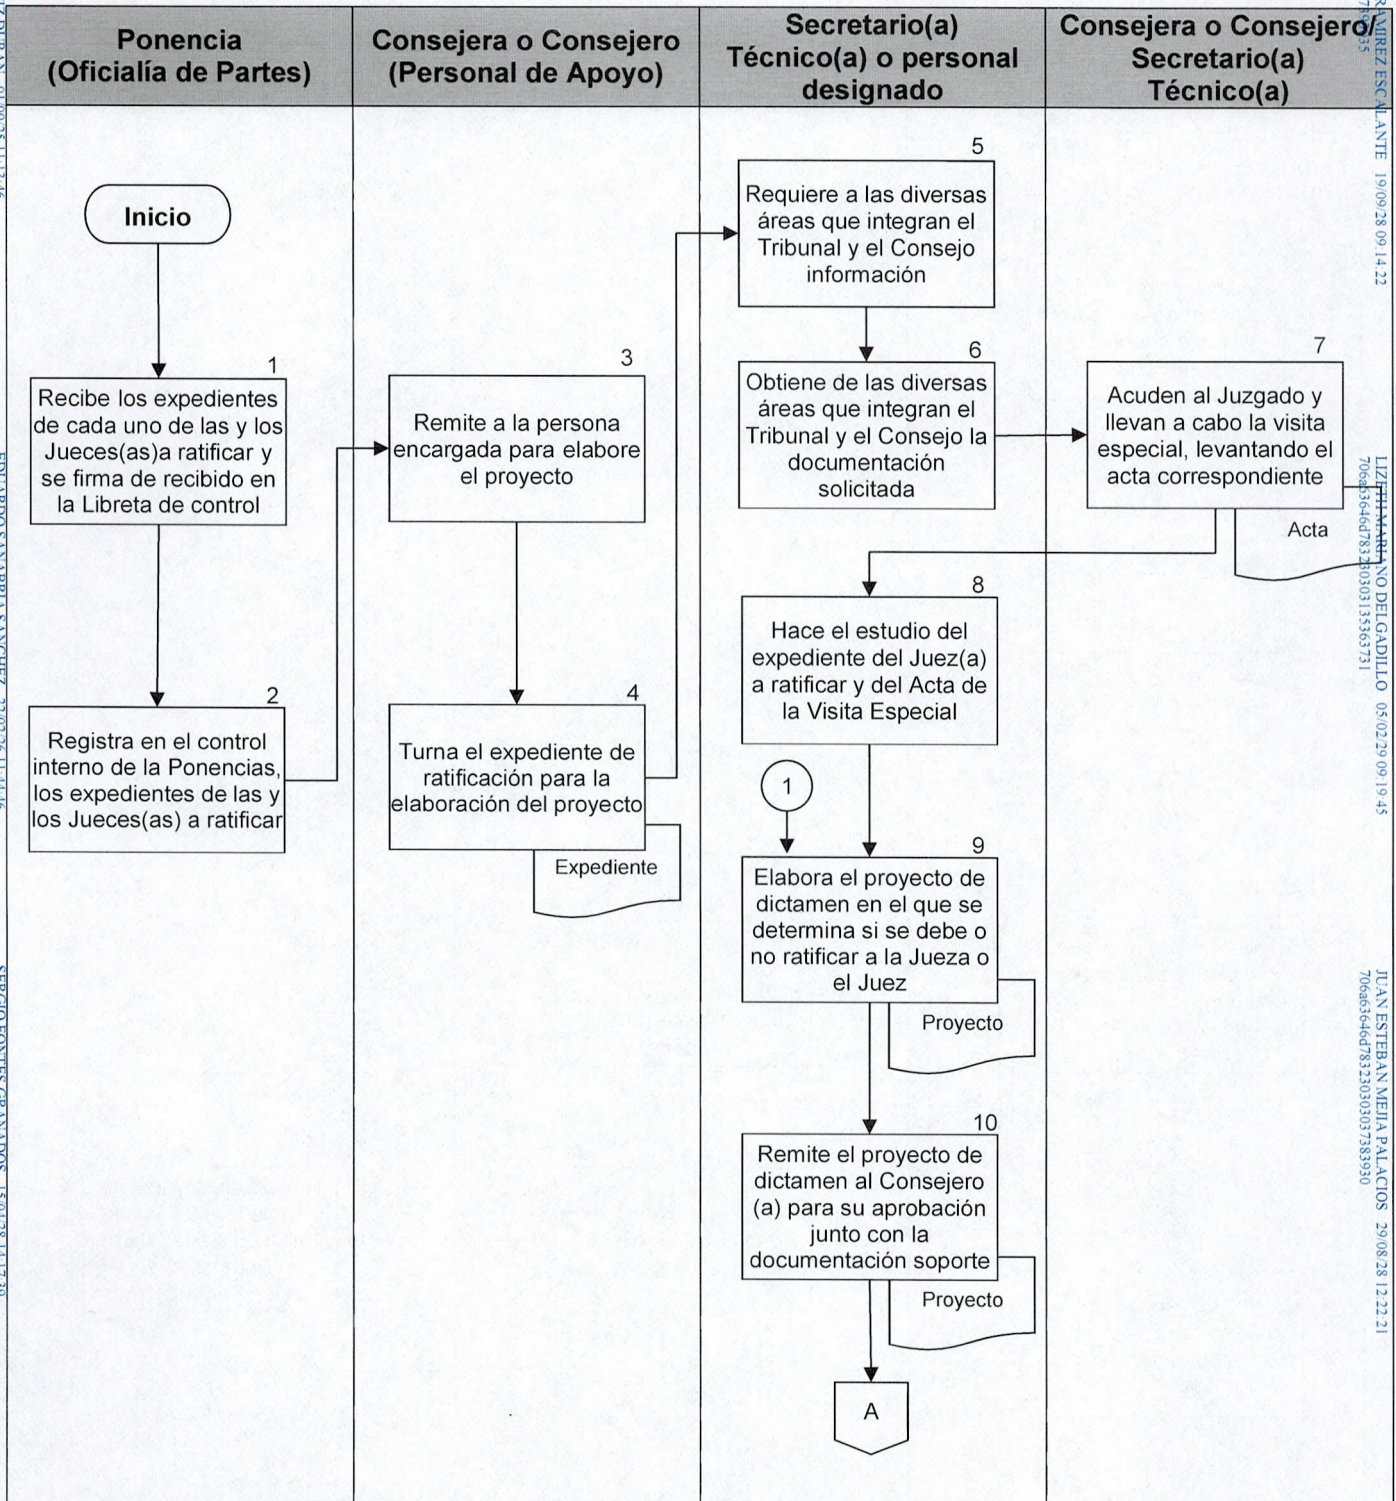 Ponencia
(Oficialía de Partes)
Consejera o Consejero
(Personal de Apoyo)
Secretario(a)
Técnico(a) o personal
designado
Consejera o Consejero/
Secretario(a)
Técnico(a)
Inicio
1
Recibe los expedientes
de cada uno de las y los
Jueces(as)a ratificar y
se firma de recibido en
la Libreta de control
2
Registra en el control
interno de la Ponencias,
los expedientes de las y
los Jueces(as) a ratificar
3
Remite a la persona
encargada para elabore
el proyecto
4
Turna el expediente de
ratificación para la
elaboración del proyecto
Expediente
5
Requiere a las diversas
áreas que integran el
Tribunal y el Consejo
información
6
Obtiene de las diversas
áreas que integran el
Tribunal y el Consejo la
documentación
solicitada
7
Acuden al Juzgado y
llevan a cabo la visita
especial, levantando el
acta correspondiente
Acta
8
Hace el estudio del
expediente del Juez(a)
a ratificar y del Acta de
la Visita Especial
1
9
Elabora el proyecto de
dictamen en el que se
determina si se debe o
no ratificar a la Jueza o
el Juez
Proyecto
10
Remite el proyecto de
dictamen al Consejero
(a) para su aprobación
junto con la
documentación soporte
Proyecto
A
RAMIREZ ESCALANTE 19/09/28 09:14:22
LIZETH MARIANO DELGADILLO 05/02/29 09:19:45
JUAN ESTEBAN MEJIA PALACIOS 29/08/28 12:22:21